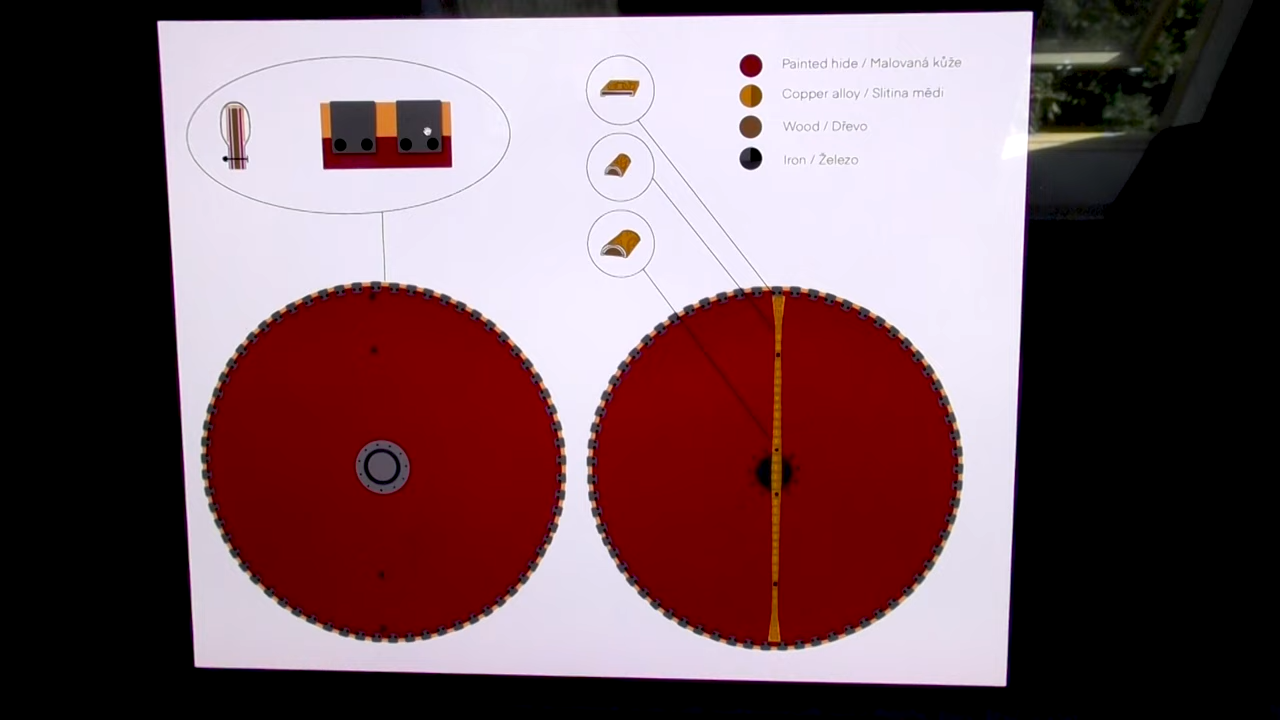 Painted hide / Malovaná kůže
Copper alloy / Slitina mědi
Wood / Dřevo
Iron / Železo